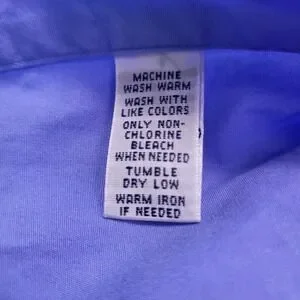 MACHINE
WASH WARM
WASH WITH
LIKE COLORS
ONLY NON-
CHLORINE
BLEACH
WHEN NEEDED
TUMBLE
DRY LOW
WARM IRON
IF NEEDED